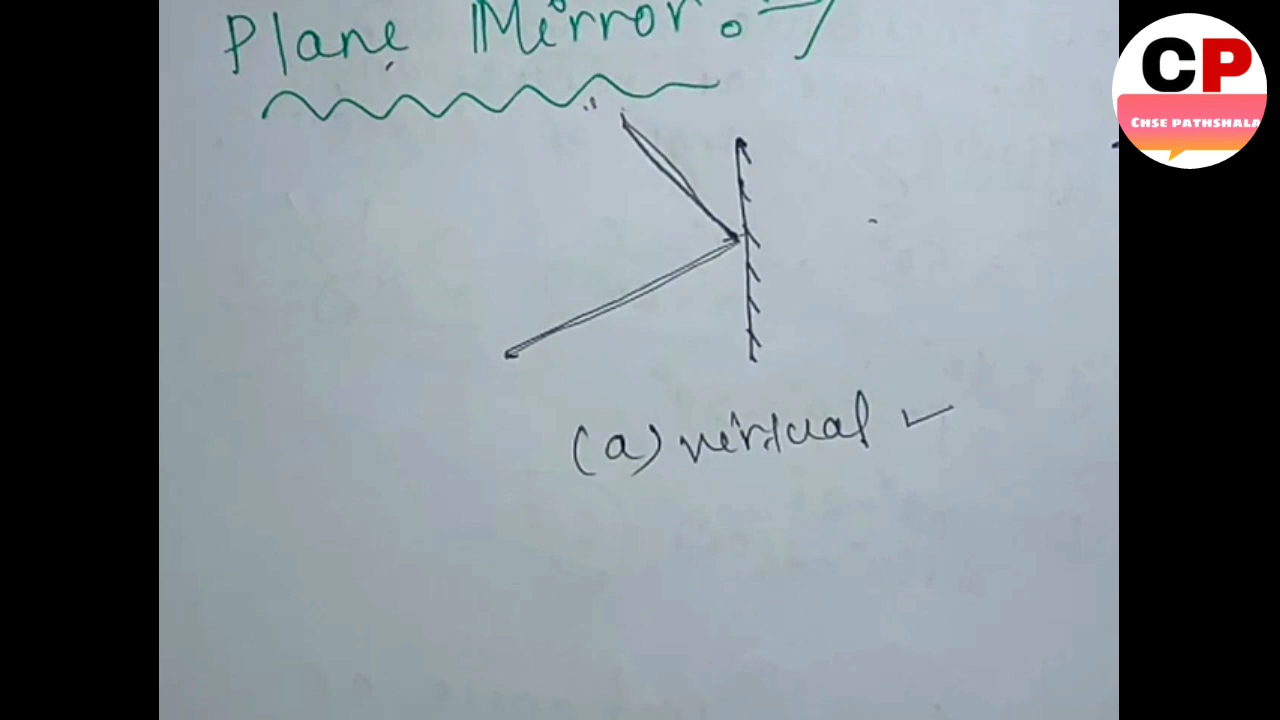 Plane Mirror :→
CP
CHSE PATHSHALA
(a) virtual ✓